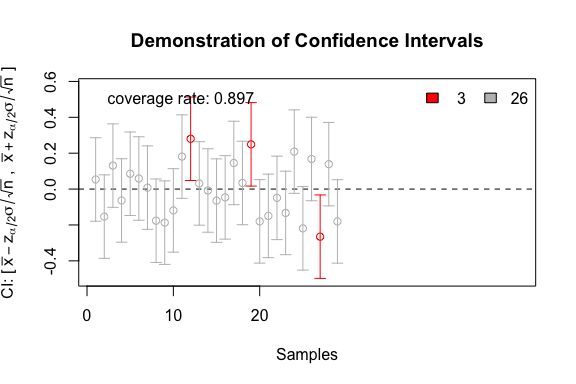 Demonstration of Confidence Intervals
CI: [ x̅ − zα/2σ/√n , x̅ + zα/2σ/√n ]
0.6
0.4
0.2
0.0
-0.4
coverage rate: 0.897
3
26
0
10
20
Samples